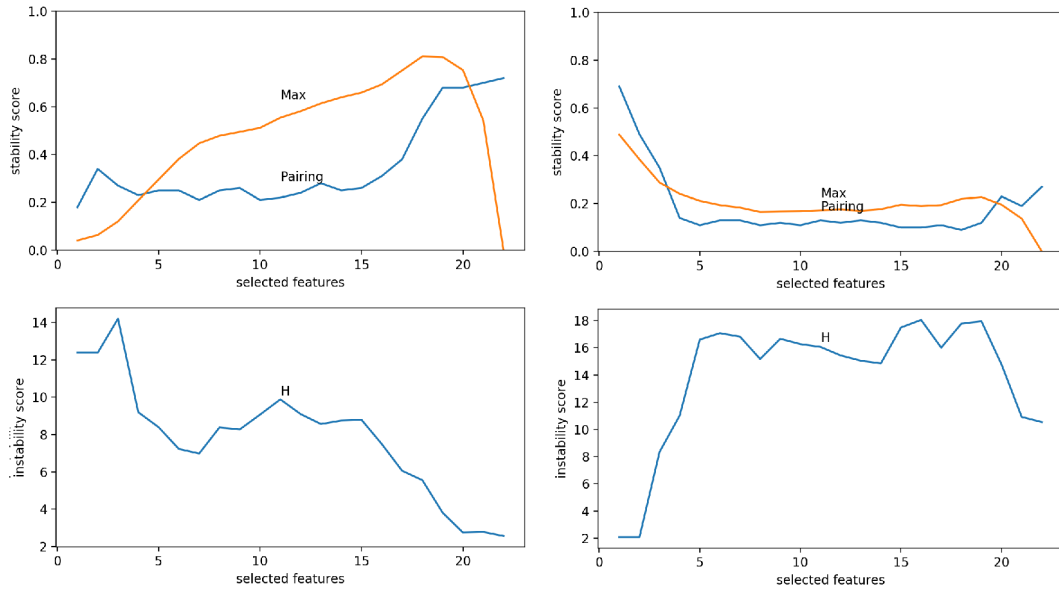 1.0
0.8
0.6
0.4
0.2
0.0
stability score
Max
Pairing
0 5 10 15 20
selected features
1.0
0.8
0.6
0.4
0.2
0.0
stability score
Max
Pairing
0 5 10 15 20
selected features
14
12
10
8
6
4
2
instability score
H
0 5 10 15 20
selected features
18
16
14
12
10
8
6
4
2
instability score
H
0 5 10 15 20
selected features